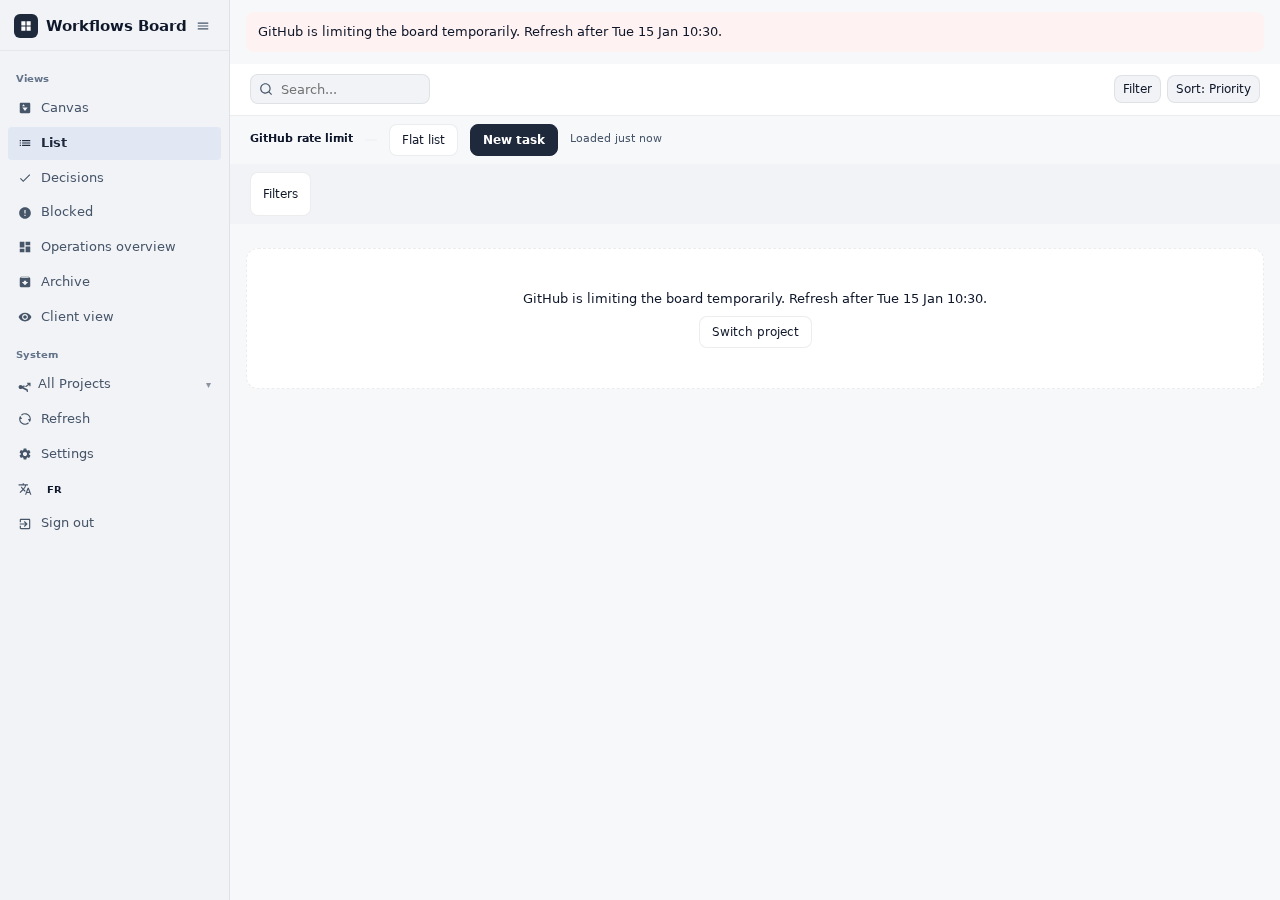 Workflows Board
GitHub is limiting the board temporarily. Refresh after Tue 15 Jan 10:30.
Views
Canvas
List
Decisions
Blocked
Operations overview
Archive
Client view
System
All Projects
Refresh
Settings
FR
Sign out
Search...
Filter
Sort: Priority
GitHub rate limit
Flat list
New task
Loaded just now
Filters
GitHub is limiting the board temporarily. Refresh after Tue 15 Jan 10:30.
Switch project